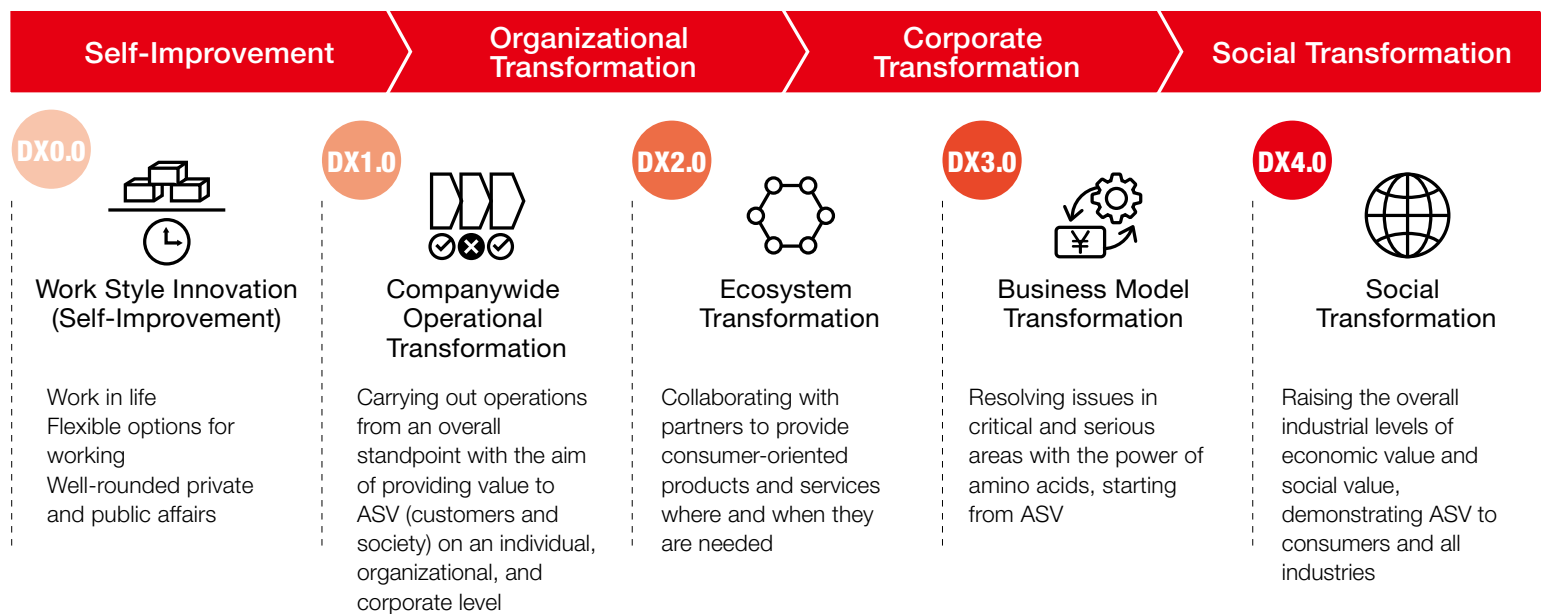 Self-Improvement
Organizational
Transformation
Corporate
Transformation
Social Transformation
DX0.0
Work Style Innovation
(Self-Improvement)
Work in life
Flexible options for
working
Well-rounded private
and public affairs
DX1.0
Companywide
Operational
Transformation
Carrying out operations
from an overall
standpoint with the aim
of providing value to
ASV (customers and
society) on an individual,
organizational, and
corporate level
DX2.0
Ecosystem
Transformation
Collaborating with
partners to provide
consumer-oriented
products and services
where and when they
are needed
DX3.0
¥
Business Model
Transformation
Resolving issues in
critical and serious
areas with the power of
amino acids, starting
from ASV
DX4.0
Social
Transformation
Raising the overall
industrial levels of
economic value and
social value,
demonstrating ASV to
consumers and all
industries